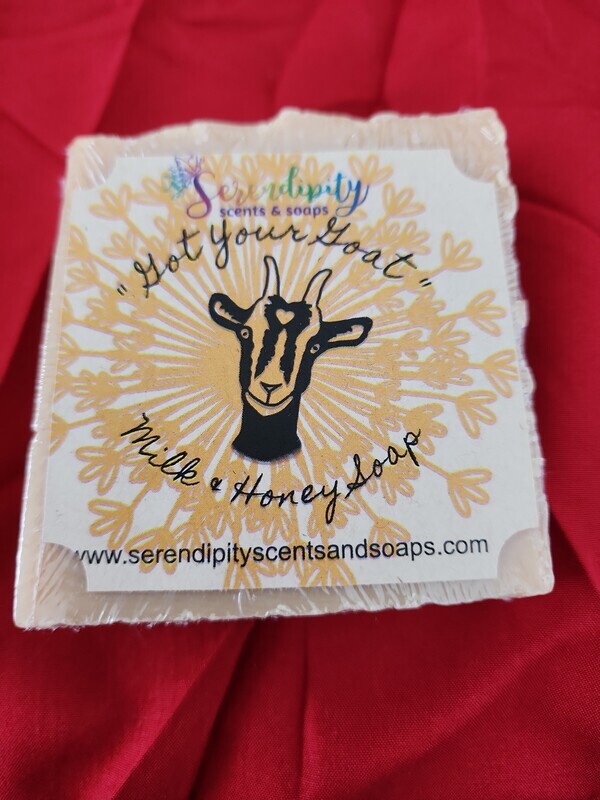 Serendipity
scents & soaps
"Got Your Goat"
Milk & Honey Soap
www.serendipityscentsandsoaps.com